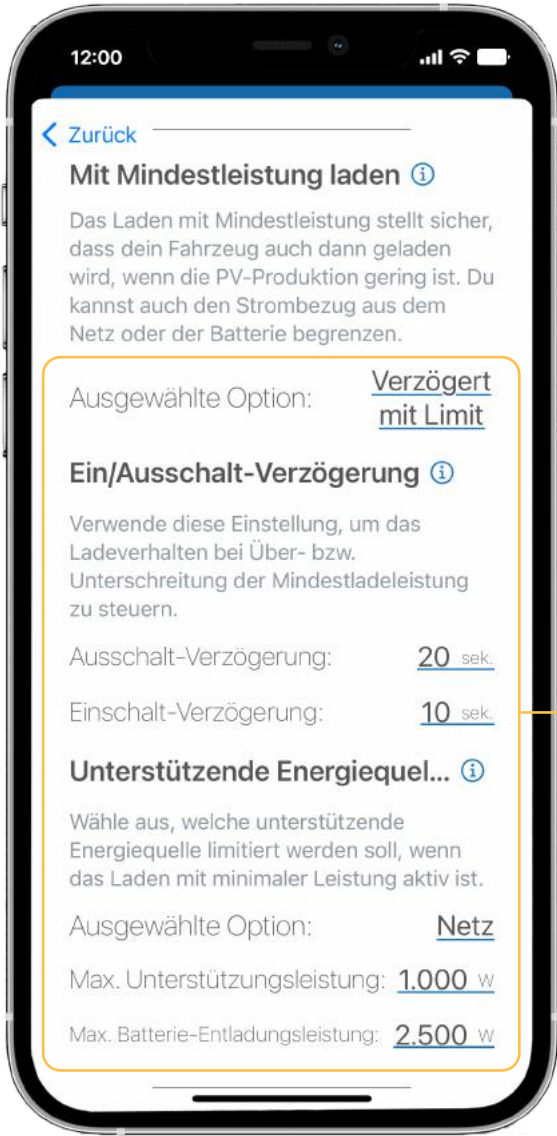 12:00
Zurück
Mit Mindestleistung laden
Das Laden mit Mindestleistung stellt sicher,
dass dein Fahrzeug auch dann geladen
wird, wenn die PV-Produktion gering ist. Du
kannst auch den Strombezug aus dem
Netz oder der Batterie begrenzen.
Ausgewählte Option: Verzögert
mit Limit
Ein/Ausschalt-Verzögerung
Verwende diese Einstellung, um das
Ladeverhalten bei Über- bzw.
Unterschreitung der Mindestladeleistung
zu steuern.
Ausschalt-Verzögerung: 20 sek.
Einschalt-Verzögerung: 10 sek.
Unterstützende Energiequel...
Wähle aus, welche unterstützende
Energiequelle limitiert werden soll, wenn
das Laden mit minimaler Leistung aktiv ist.
Ausgewählte Option: Netz
Max. Unterstützungsleistung: 1.000 W
Max. Batterie-Entladungsleistung: 2.500 W